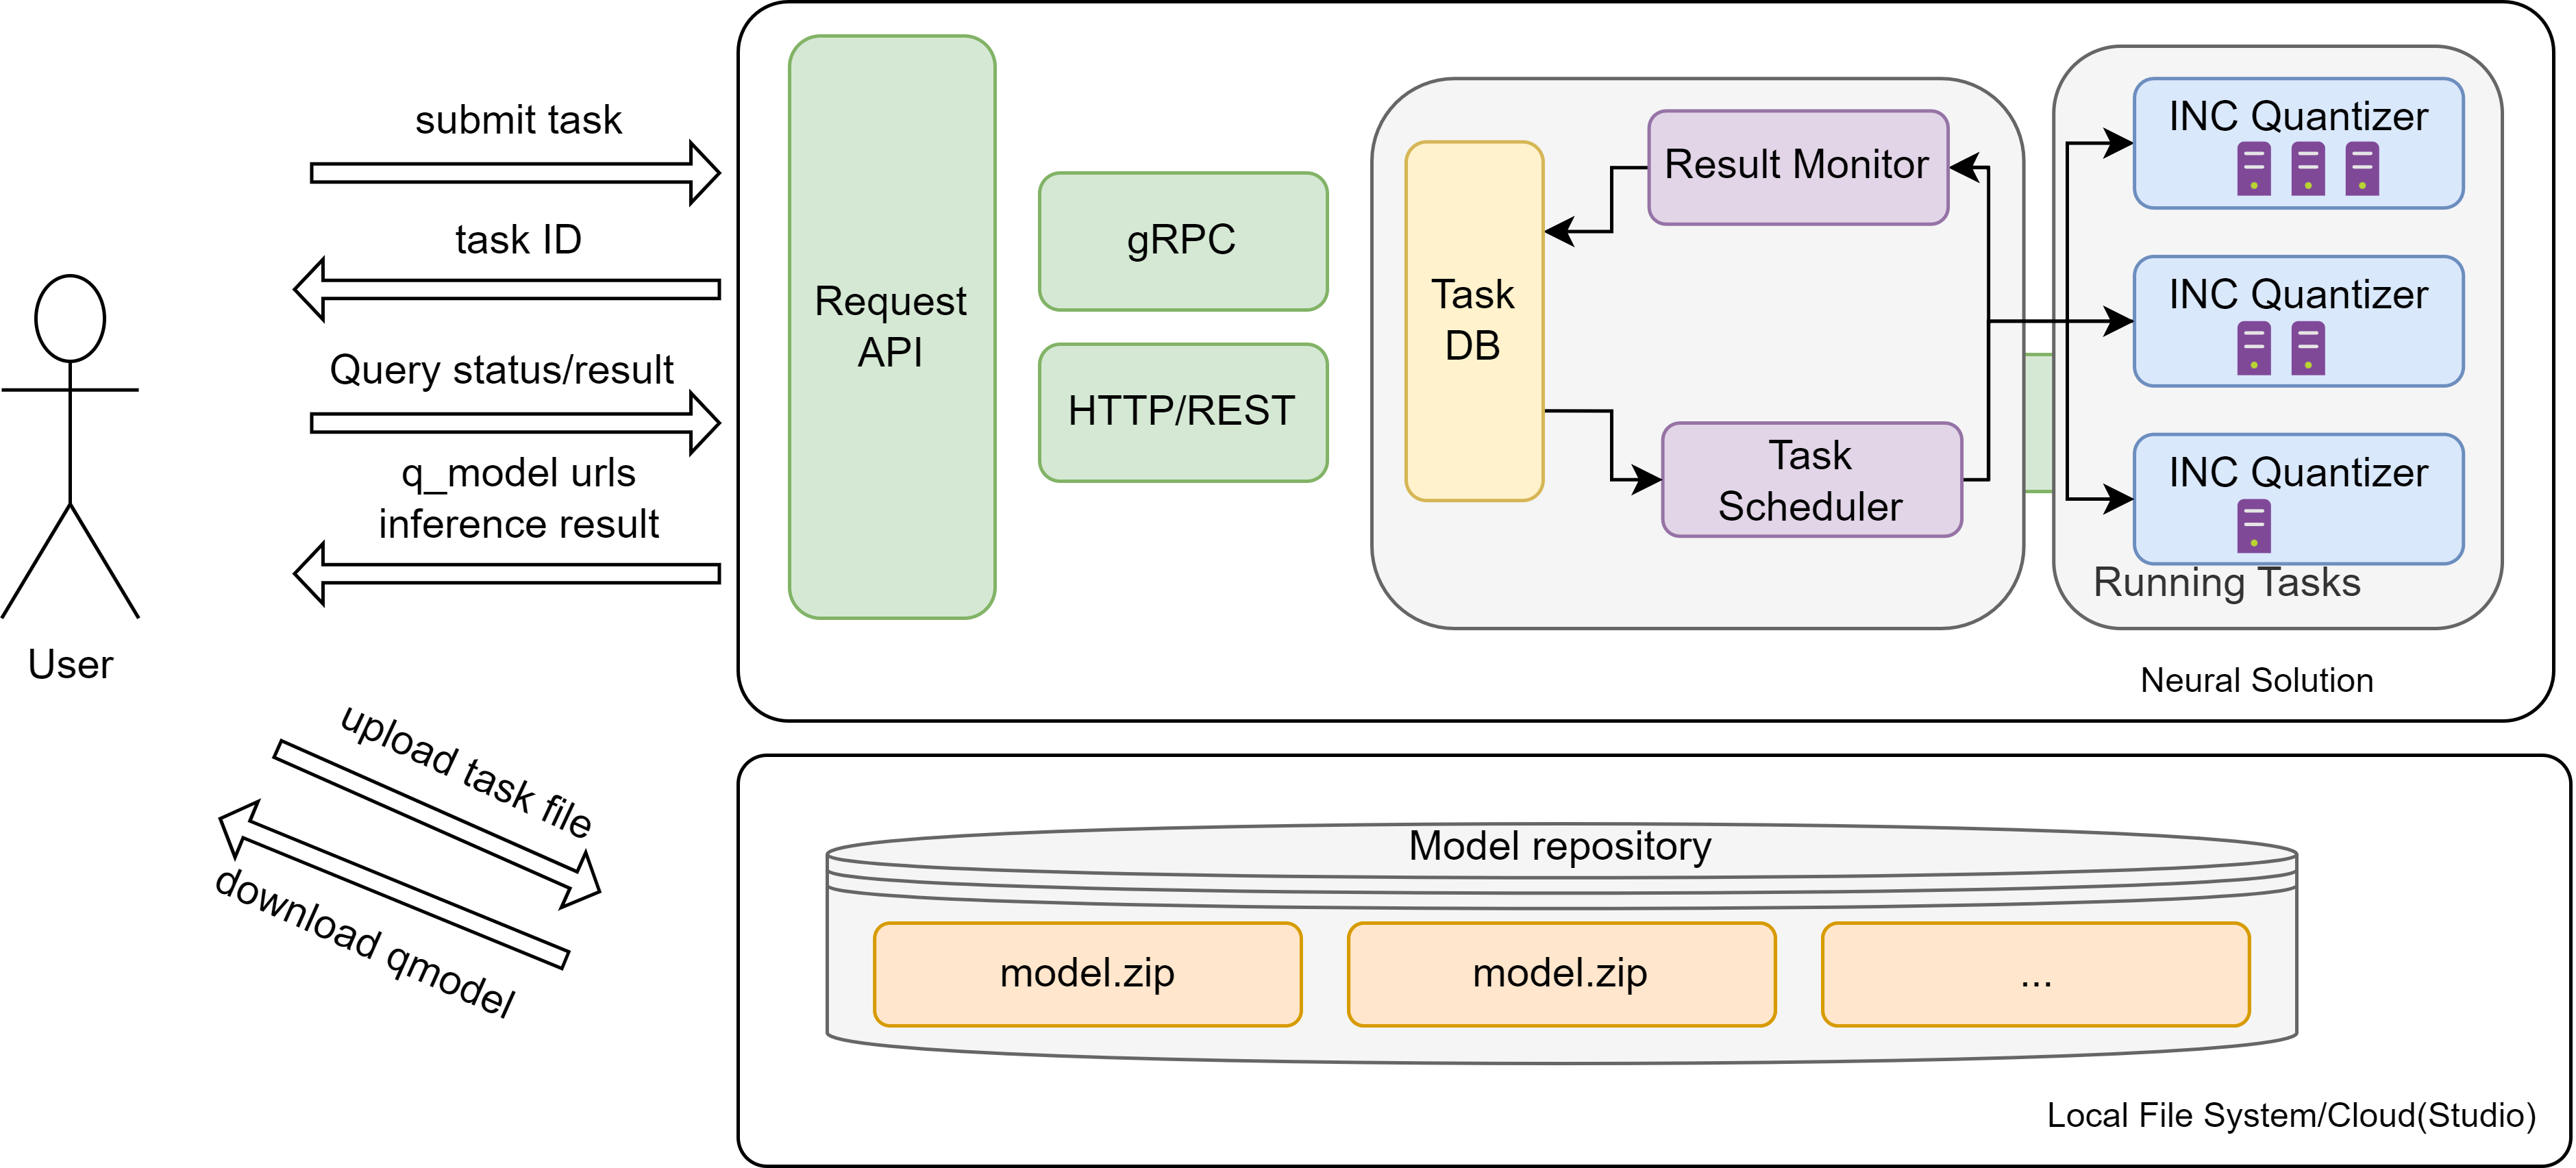 submit task
task ID
Query status/result
q_model urls
inference result
User
upload task file
download qmodel
Request
API
gRPC
HTTP/REST
Task
DB
Result Monitor
Task
Scheduler
INC Quantizer
INC Quantizer
INC Quantizer
Running Tasks
Neural Solution
Model repository
model.zip
model.zip
...
Local File System/Cloud(Studio)